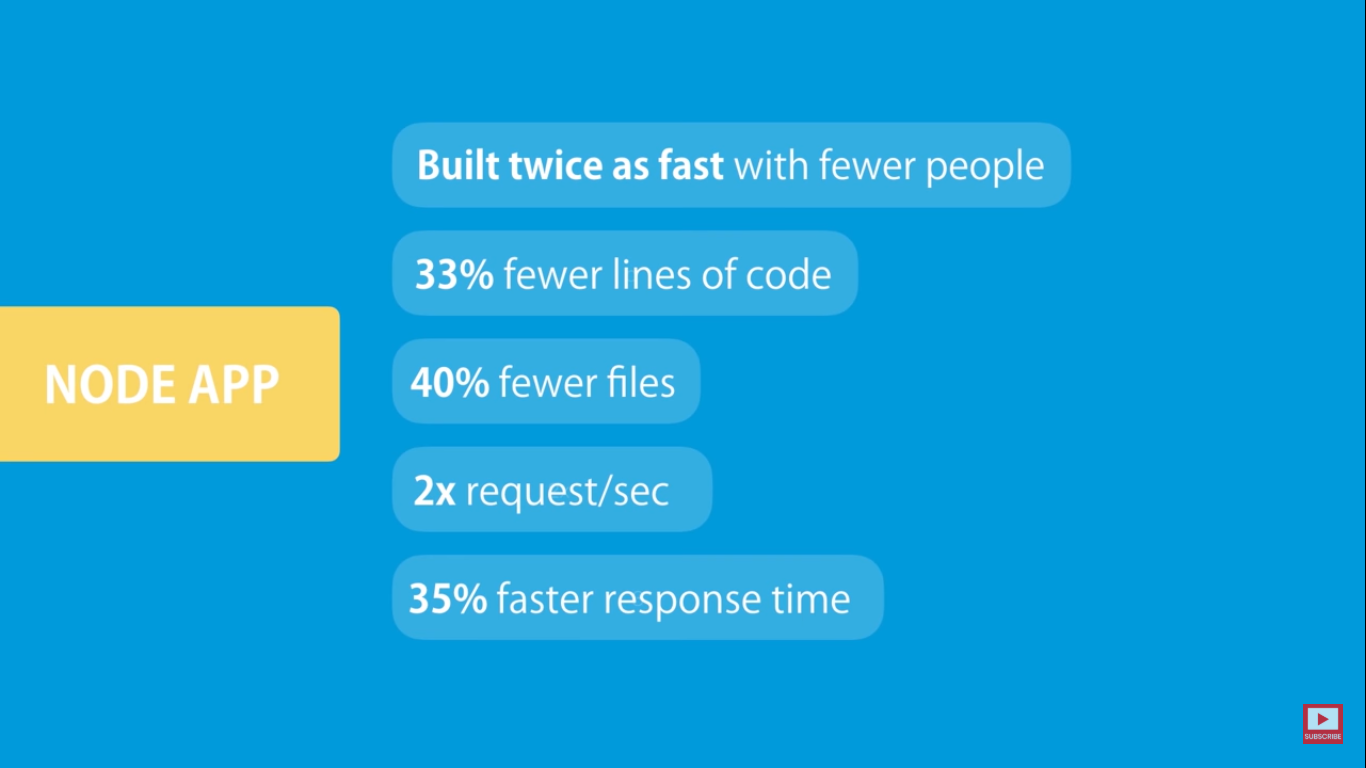 Built twice as fast with fewer people
33% fewer lines of code
40% fewer files
NODE APP
2x request/sec
35% faster response time
SUBSCRIBE